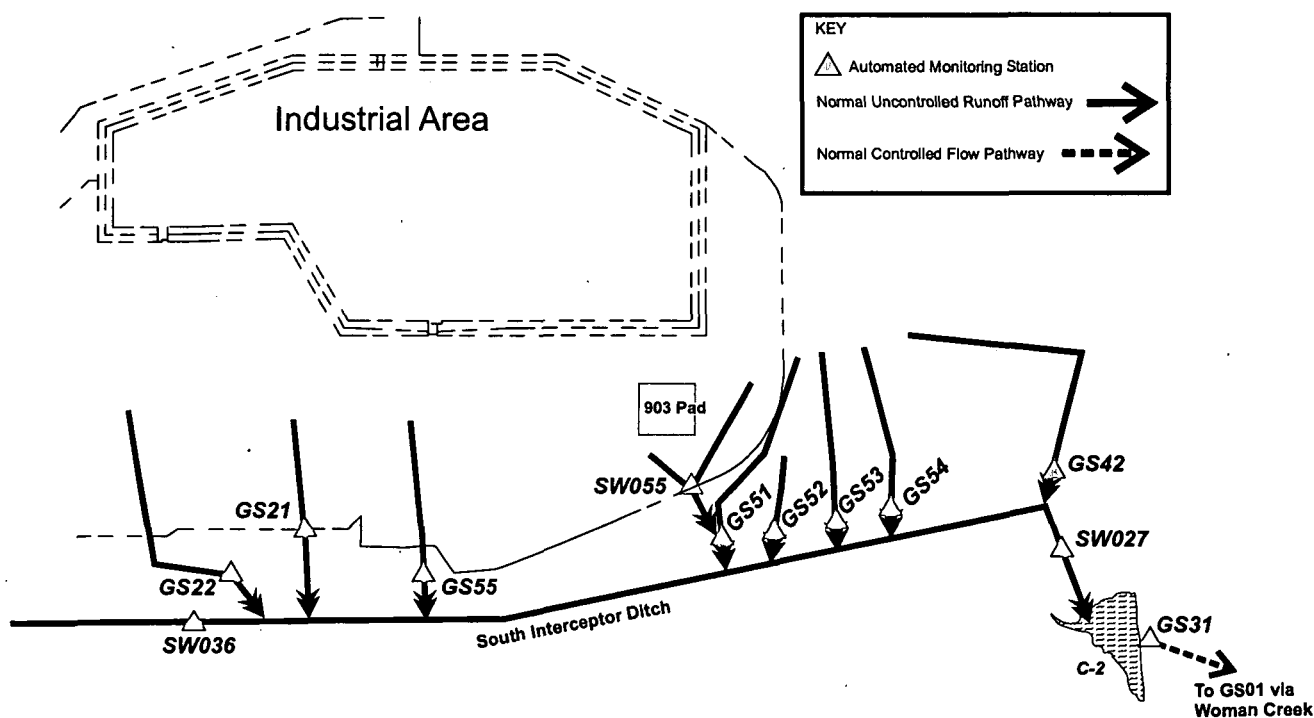 KEY
Automated Monitoring Station
Normal Uncontrolled Runoff Pathway
Normal Controlled Flow Pathway
Industrial Area
903 Pad
SW055
GS51
GS52
GS53
GS54
GS42
GS21
GS22
GS55
SW036
SW027
South Interceptor Ditch
GS31
C-2
To GS01 via
Woman Creek